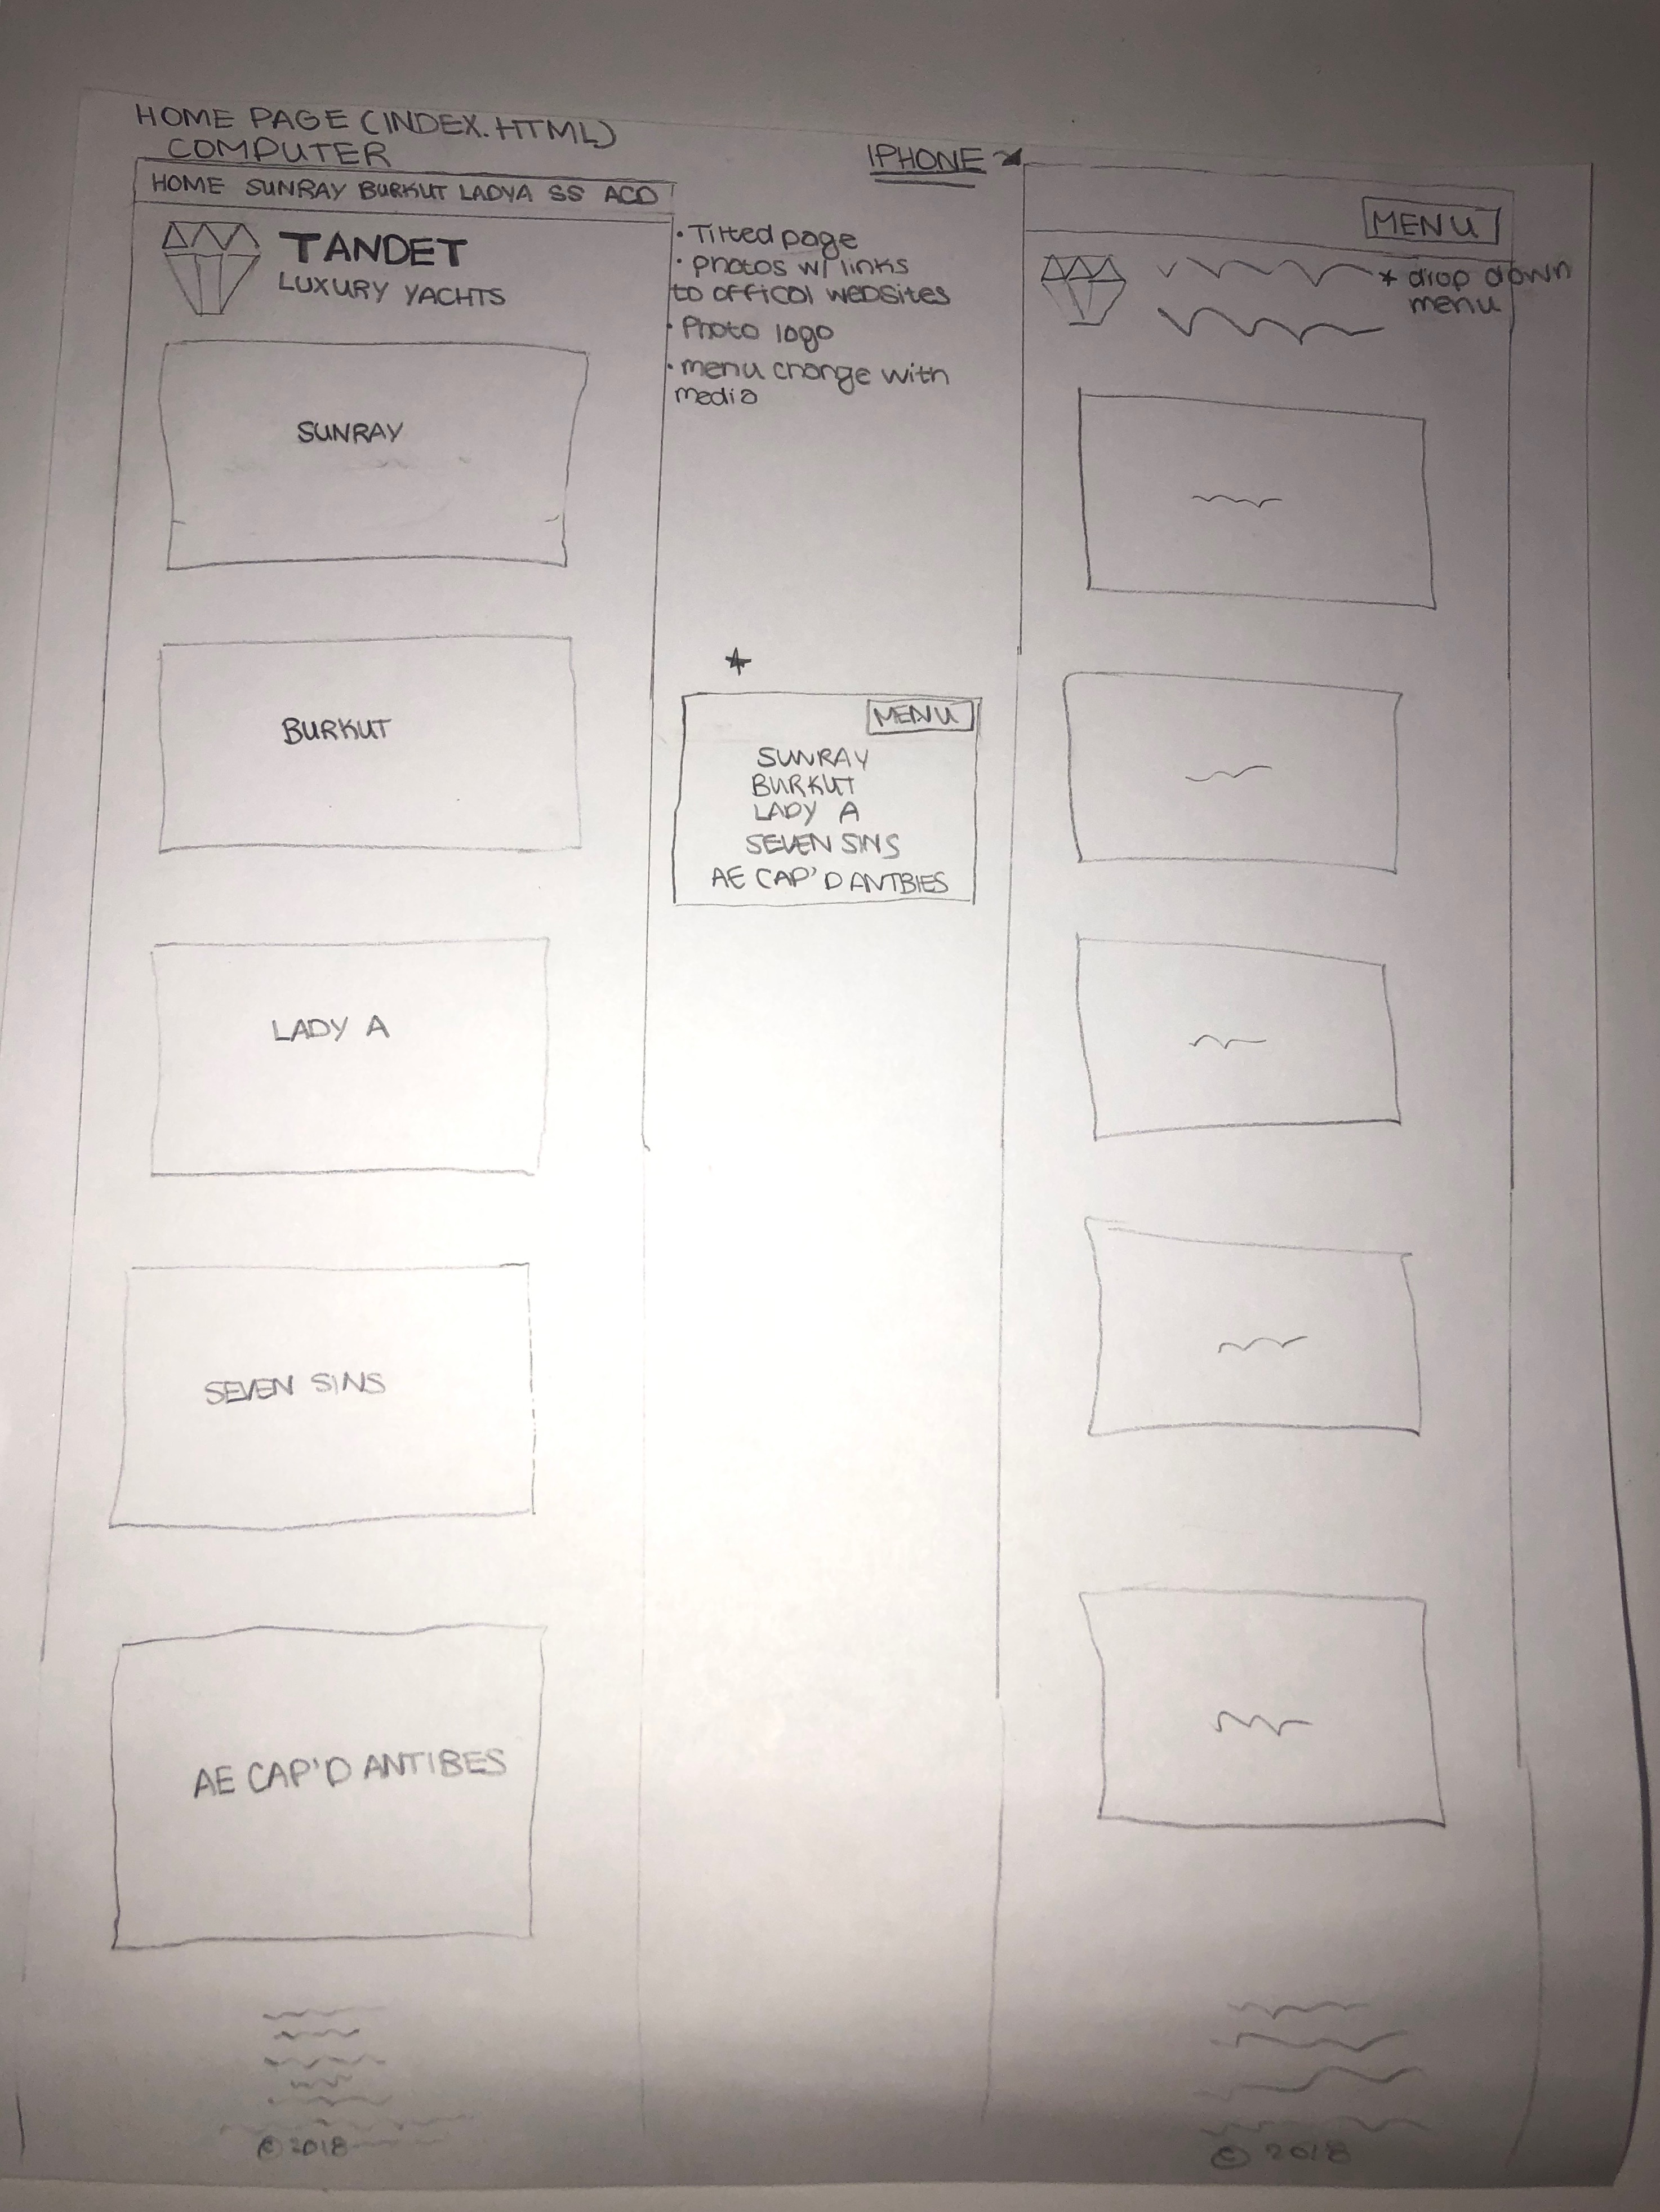 HOME PAGE (INDEX.HTML)
COMPUTER
HOME SUNRAY BURKUT LADYA SS ACD
TANDET
LUXURY YACHTS
SUNRAY
BURKUT
LADY A
SEVEN SINS
AE CAP'D ANTIBES
© 2018
• Tilted page
• photos w/ links
to offical websites
• Photo logo
• menu change with
media
MENU
SUNRAY
BURKUT
LADY A
SEVEN SINS
AE CAP'D ANTBIES
IPHONE
MENU
* drop down
menu
© 2018